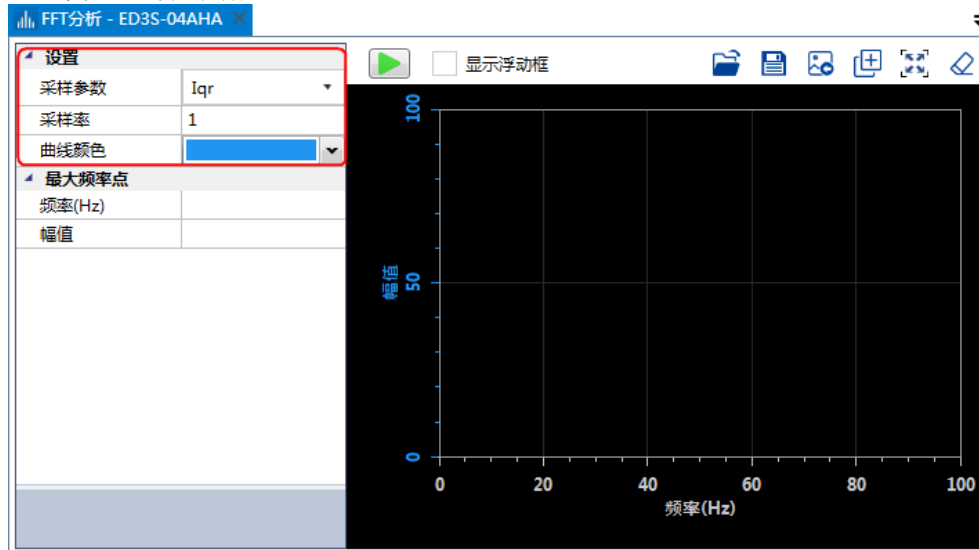 FFT分析 - ED3S-04AHA
设置
采样参数 Iqr
采样率 1
曲线颜色
最大频率点
频率(Hz)
幅值
显示浮动框
100
50
0
幅值
0 20 40 60 80 100
频率(Hz)